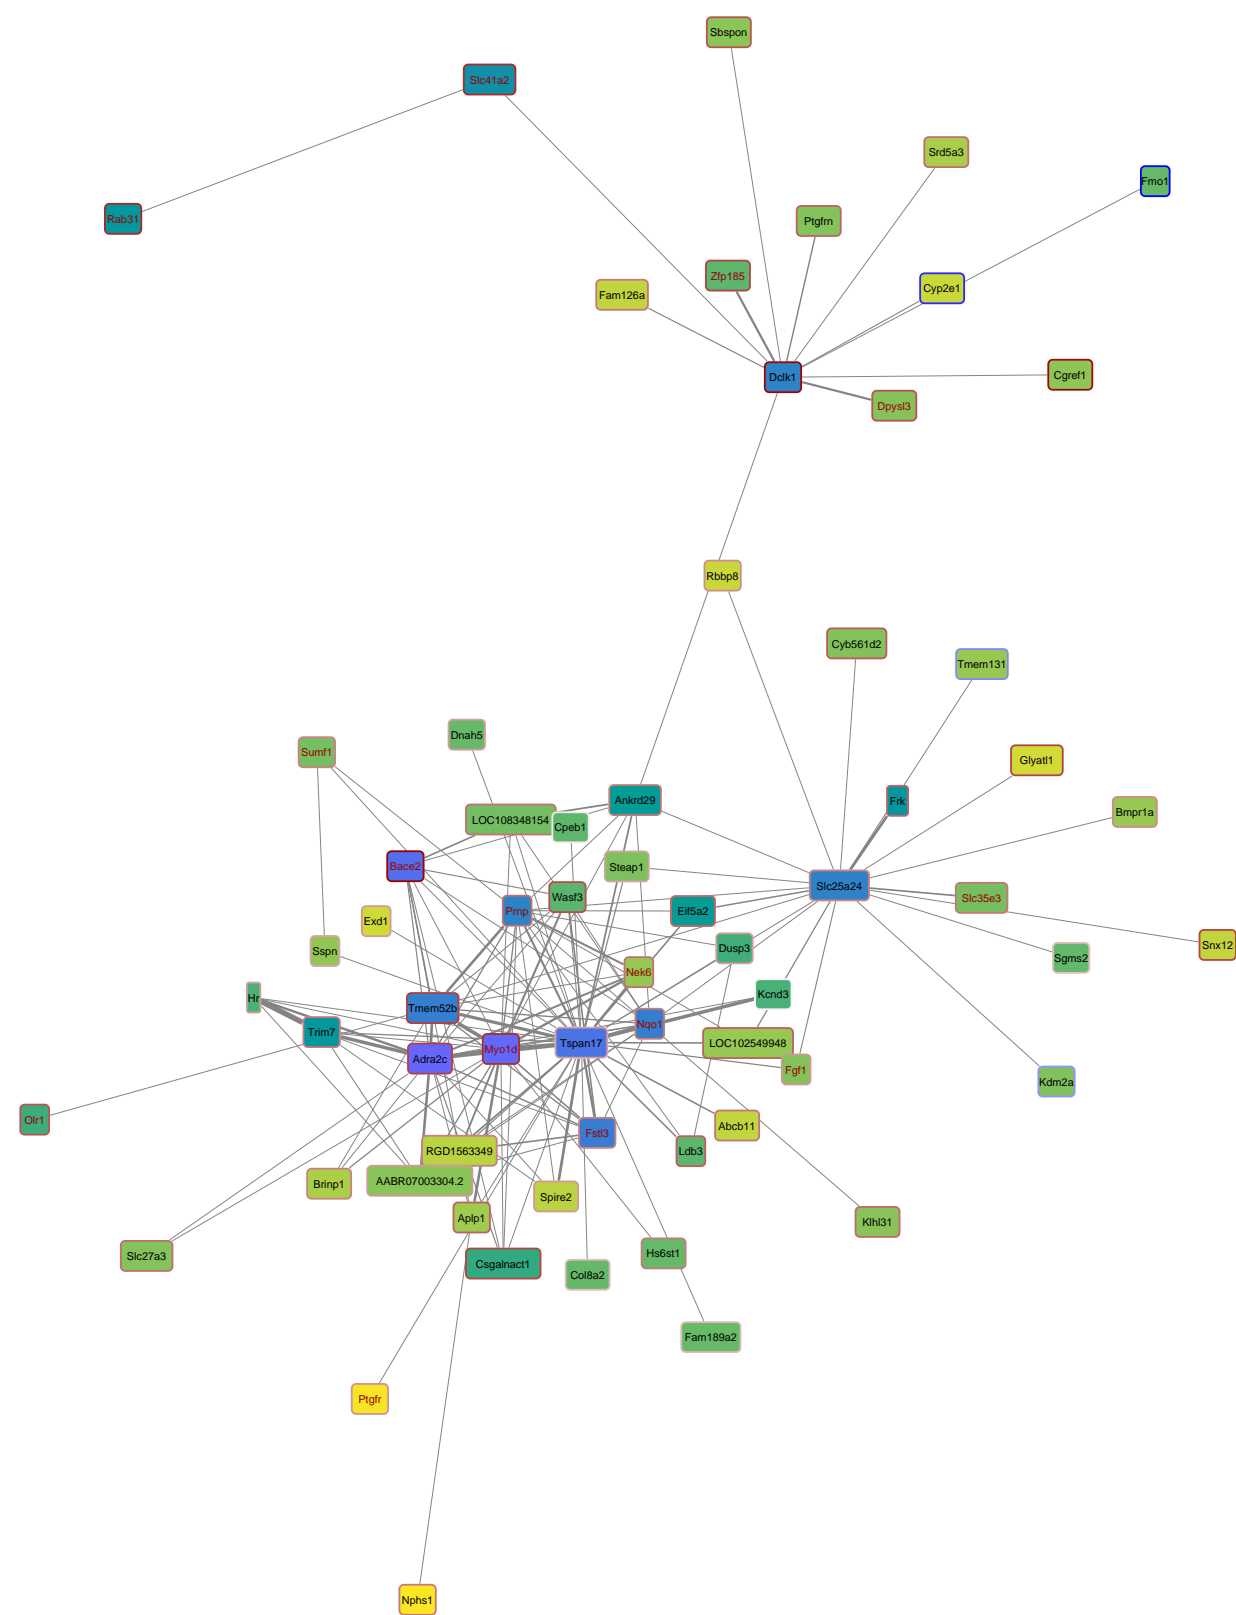 Sbspon
Slc41a2
Srd5a3
Fmo1
Rab31
Ptgfrn
Zfp185
Cyp2e1
Fam126a
Dclk1
Cgref1
Dpysl3
Rbbp8
Cyb561d2
Tmem131
Dnah5
Sumf1
Glyatl1
Ankrd29
Frk
Bmpr1a
LOC108348154
Cpeb1
Bace2
Steap1
Slc25a24
Wasf3
Slc35e3
Pmp
Eif5a2
Exd1
Snx12
Sspn
Dusp3
Sgms2
Nek6
Kcnd3
Hr
Tmem52b
Nqo1
Trim7
Tspan17
LOC102549948
Myo1d
Adra2c
Fgf1
Kdm2a
Olr1
Abcb11
Fstl3
RGD1563349
Ldb3
AABR07003304.2
Brinp1
Spire2
Aplp1
Klhl31
Slc27a3
Hs6st1
Csgalnact1
Col8a2
Fam189a2
Ptgfr
Nphs1